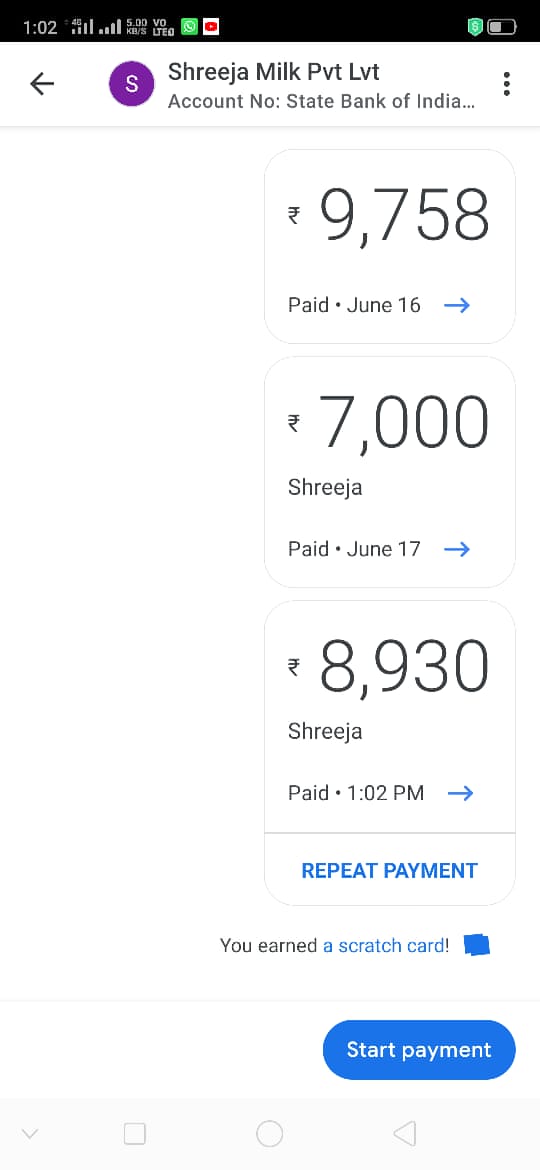 1:02 4G 5.00 KB/S VO LTE
S
Shreeja Milk Pvt Lvt
Account No: State Bank of India...
₹ 9,758
Paid • June 16
₹ 7,000
Shreeja
Paid • June 17
₹ 8,930
Shreeja
Paid • 1:02 PM
REPEAT PAYMENT
You earned a scratch card!
Start payment